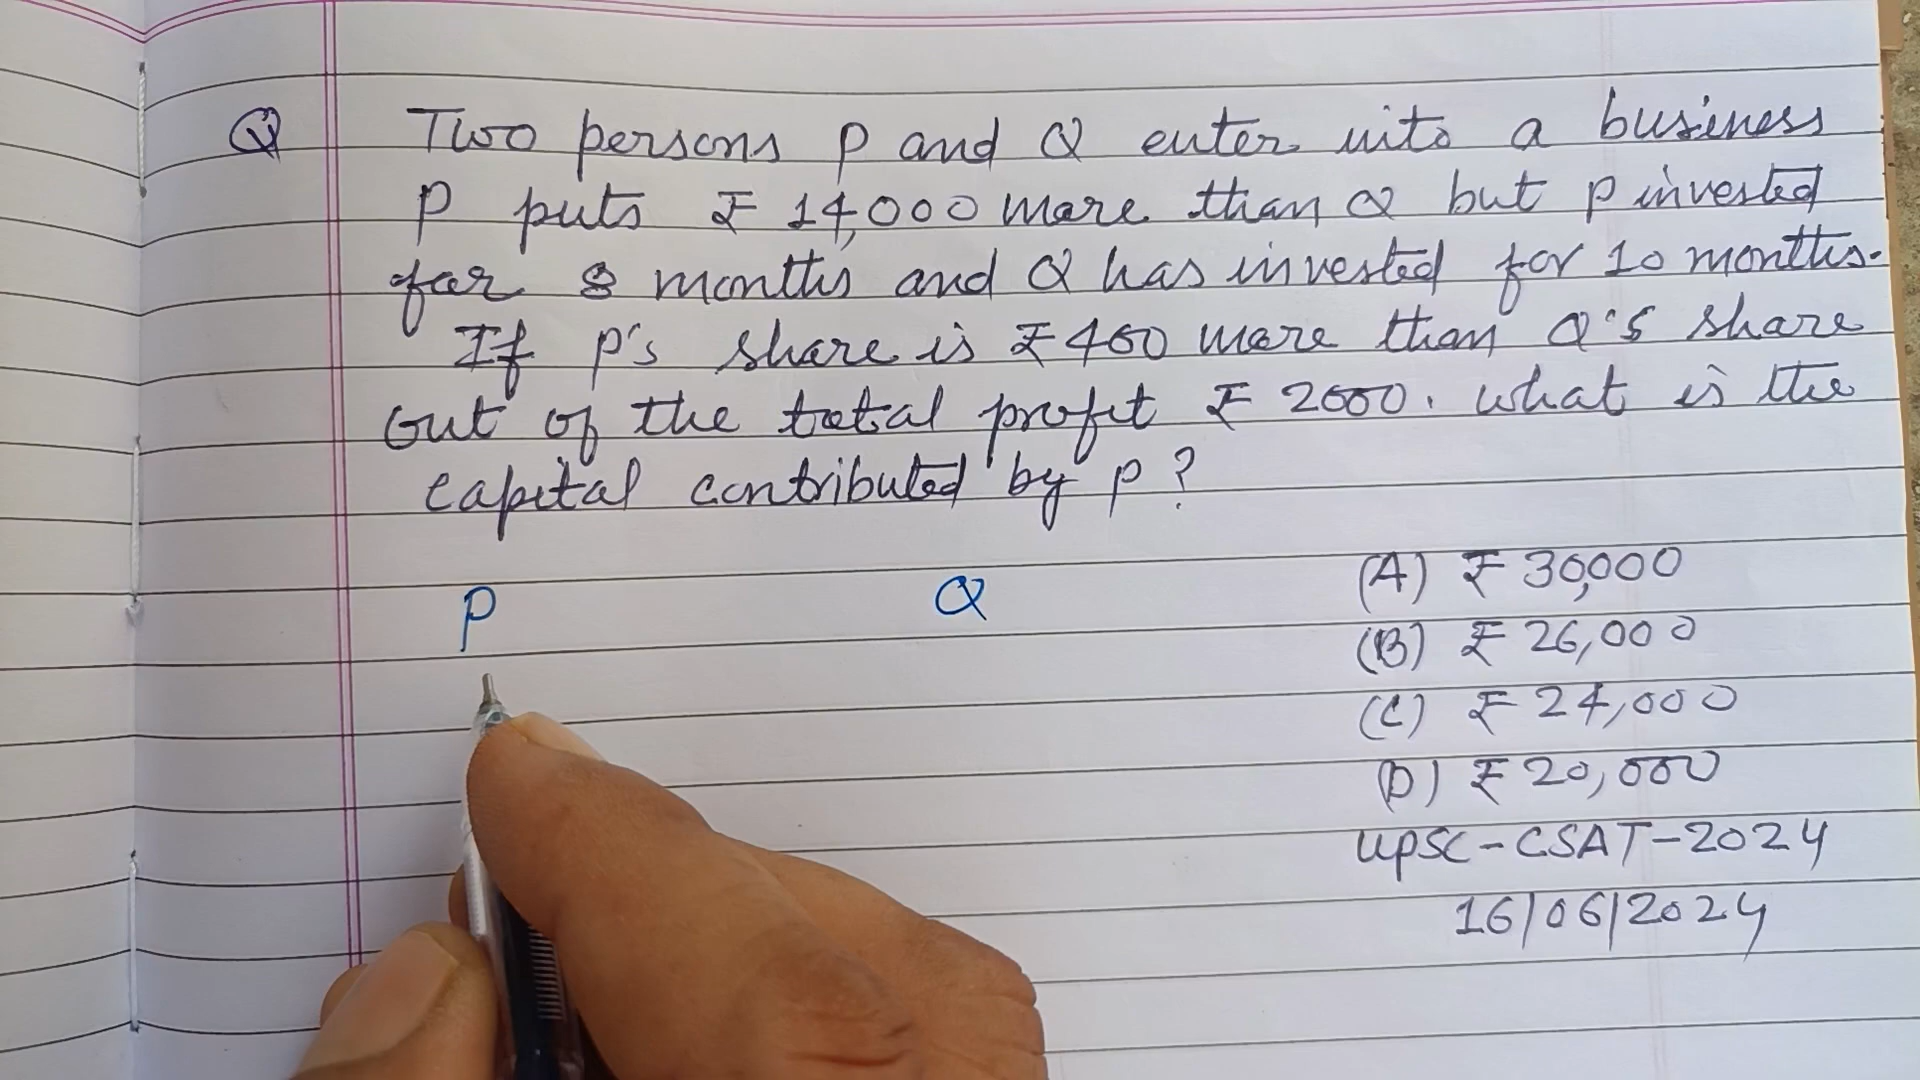 Q Two persons P and Q enter into a business
P puts ₹ 14,000 more than Q but P invested
for 8 months and Q has invested for 10 months.
If P's share is ₹ 400 more than Q's share
out of the total profit ₹ 2000. What is the
capital contributed by P?
P Q
(A) ₹ 30,000
(B) ₹ 26,000
(C) ₹ 24,000
(D) ₹ 20,000
UPSC-CSAT-2024
16/06/2024